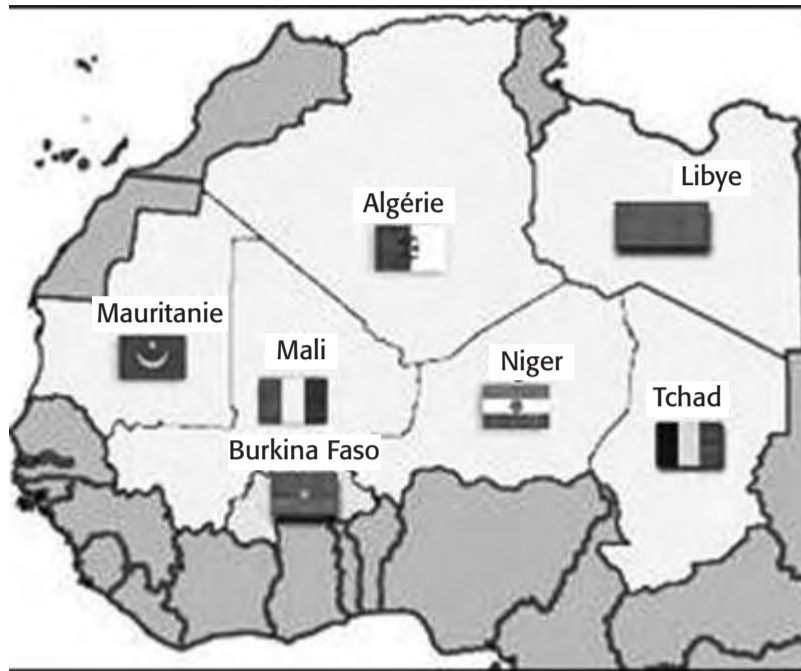 Libye
Algérie
Mauritanie
Mali
Niger
Tchad
Burkina Faso